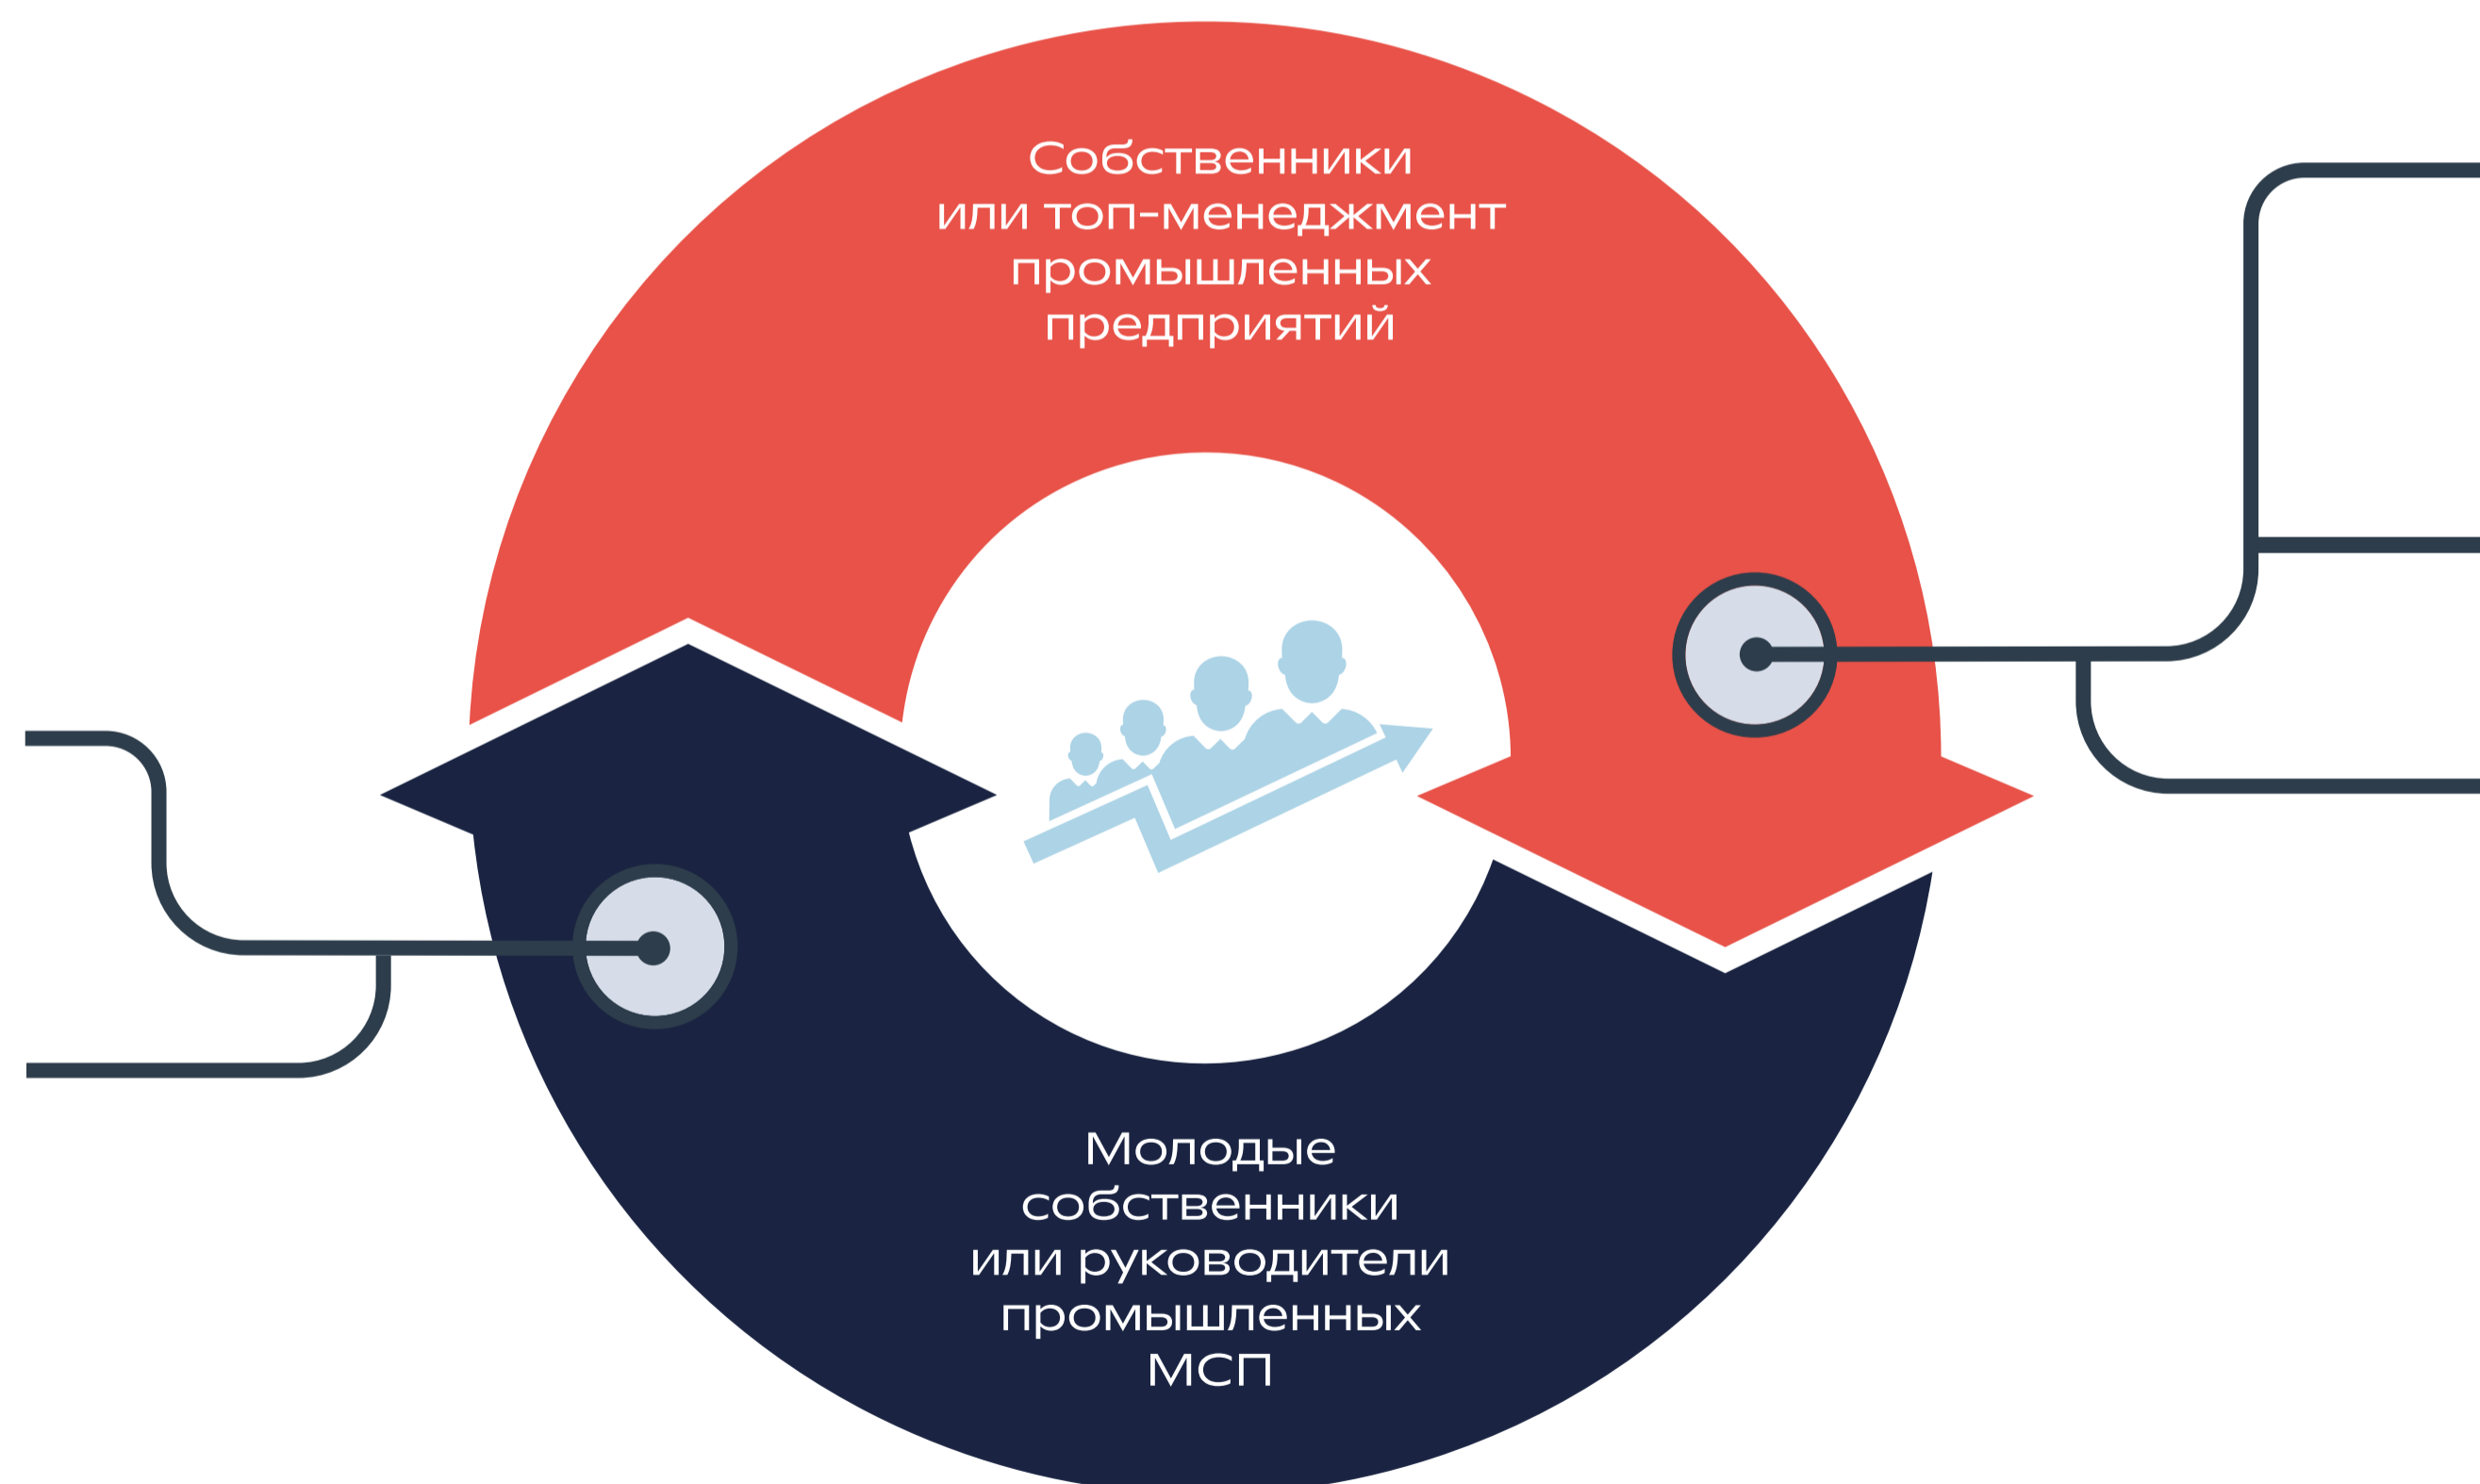 Собственники
или топ-менеджмент
промышленных
предприятий
Молодые
собственники
или руководители
промышленных
МСП